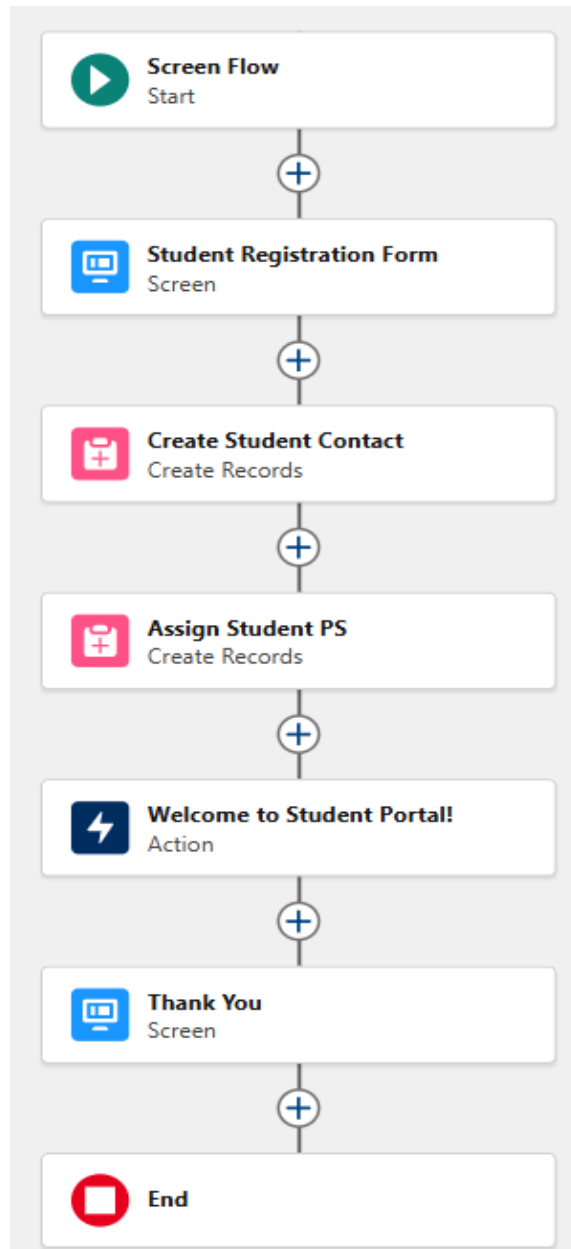 Screen Flow
Start
Student Registration Form
Screen
Create Student Contact
Create Records
Assign Student PS
Create Records
Welcome to Student Portal!
Action
Thank You
Screen
End